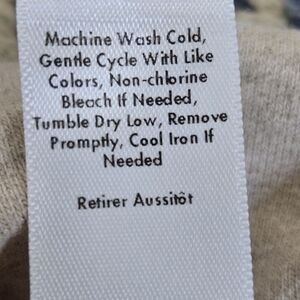 Machine Wash Cold,
Gentle Cycle With Like
Colors, Non-chlorine
Bleach If Needed,
Tumble Dry Low, Remove
Promptly, Cool Iron If
Needed
Retirer Aussitôt